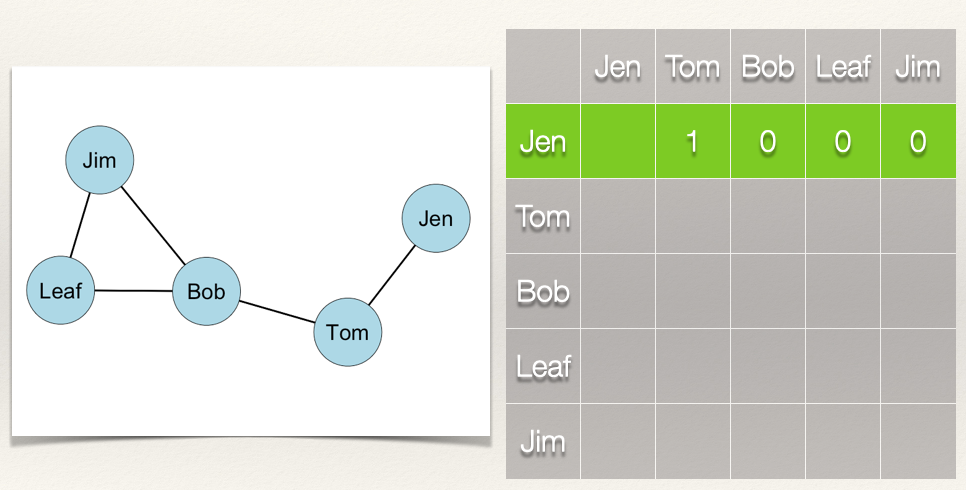 Jim
Jen
Leaf
Bob
Tom
Jen Tom Bob Leaf Jim
Jen 1 0 0 0
Tom
Bob
Leaf
Jim